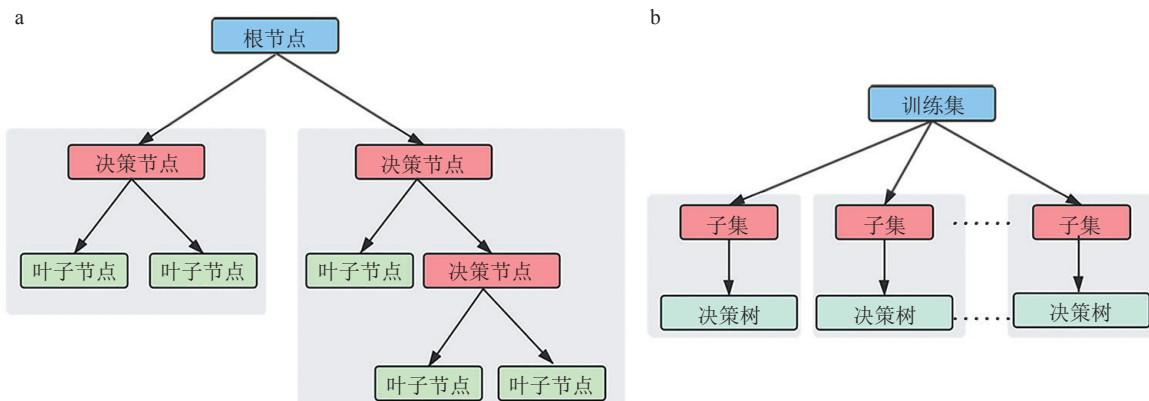 a
根节点
决策节点
决策节点
叶子节点
叶子节点
叶子节点
决策节点
叶子节点
叶子节点
b
训练集
子集
子集
......
子集
决策树
决策树
......
决策树